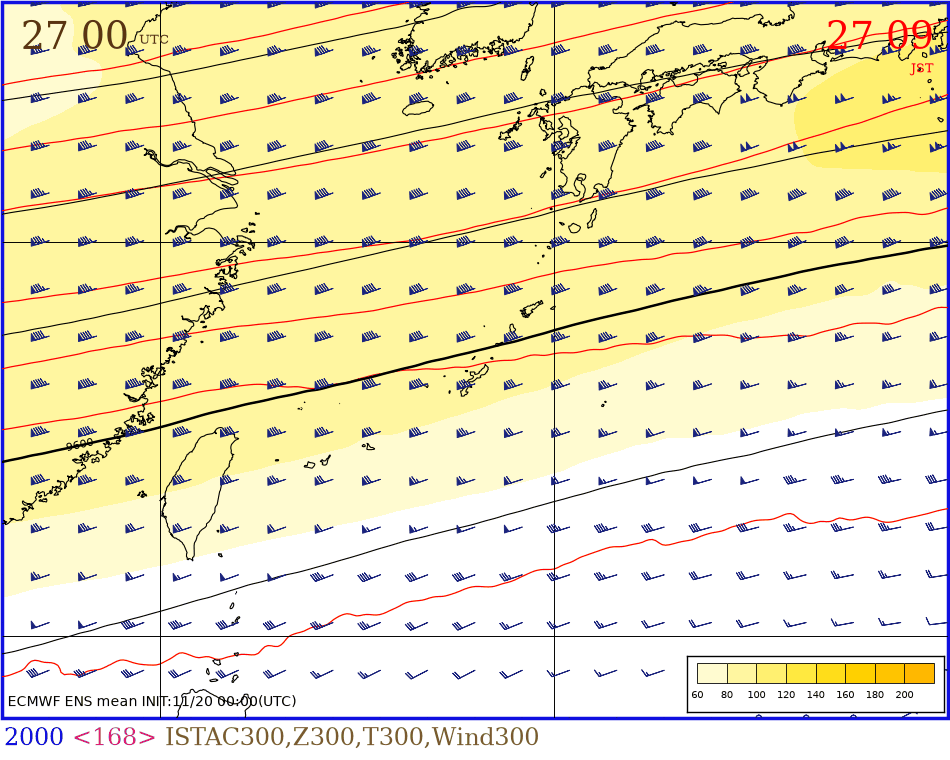 27 00 UTC
27 09
JST
9600
60 80 100 120 140 160 180 200
ECMWF ENS mean INIT:11/20 00:00(UTC)
2000 <168> ISTAC300,Z300,T300,Wind300